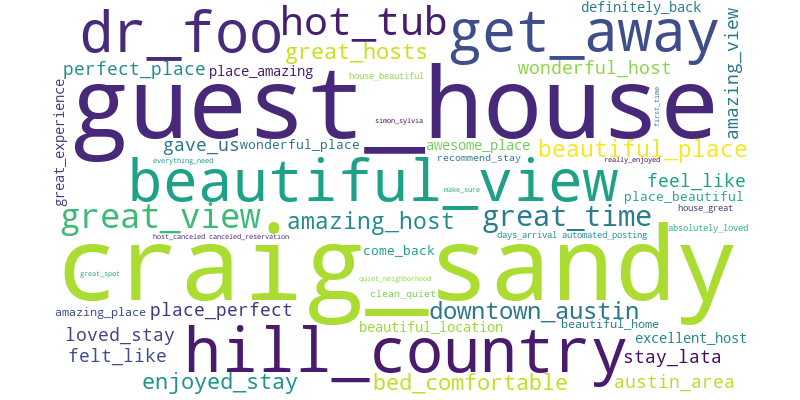 definitely_back
dr_foo
hot_tub
get_away
amazing_view
great_hosts
perfect_place
place_amazing
house_beautiful
wonderful_host
great_experience
guest_house
first_time
simon_sylvia
gave_us
wonderful_place
awesome_place
beautiful_place
everything_need
recommend_stay
really_enjoyed
beautiful_view
make_sure
feel_like
place_beautiful
great_view
amazing_host
great_time
house_great
host_canceled canceled_reservation
days_arrival automated_posting
absolutely_loved
come_back
craig_sandy
great_spot
quiet_neighborhood
clean_quiet
amazing_place
place_perfect
downtown_austin
beautiful_location
beautiful_home
loved_stay
hill_country
excellent_host
felt_like
stay_lata
enjoyed_stay
bed_comfortable
austin_area